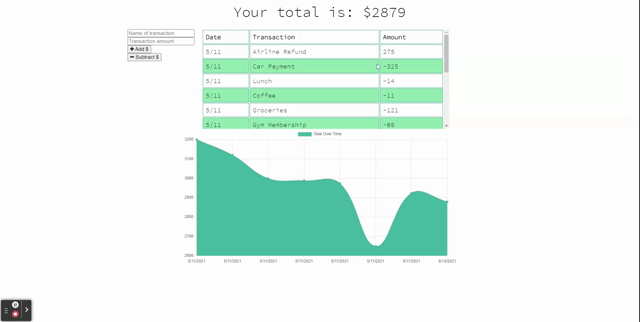 Your total is: $2879
Name of transaction
Transaction amount
Add $
Subtract $
Date Transaction Amount
5/11 Airline Refund 275
5/11 Car Payment -325
5/11 Lunch -14
5/11 Coffee -11
5/11 Groceries -121
5/11 Gym Membership -80
Total Over Time
3200
3100
3000
2900
2800
2700
2600
5/11/2021 5/11/2021 5/11/2021 5/11/2021 5/11/2021 5/11/2021 5/11/2021 5/14/2021